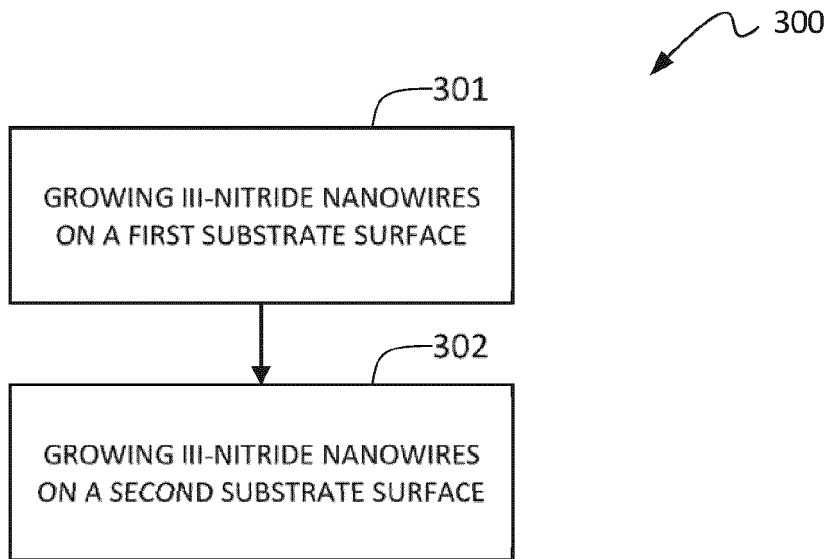 300
301
GROWING III-NITRIDE NANOWIRES
ON A FIRST SUBSTRATE SURFACE
302
GROWING III-NITRIDE NANOWIRES
ON A SECOND SUBSTRATE SURFACE